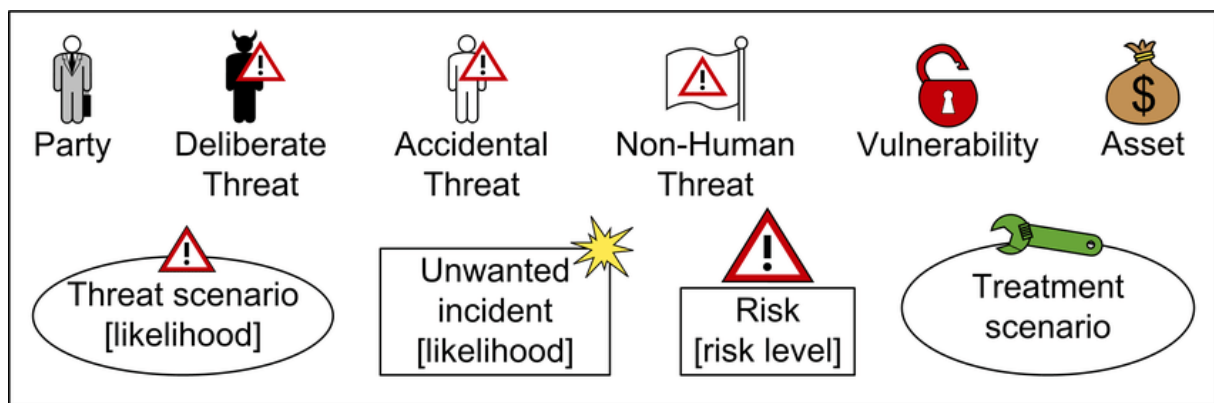 Party
Deliberate
Threat
Accidental
Threat
Non-Human
Threat
Vulnerability
$
Asset
Threat scenario
[likelihood]
Unwanted
incident
[likelihood]
Risk
[risk level]
Treatment
scenario